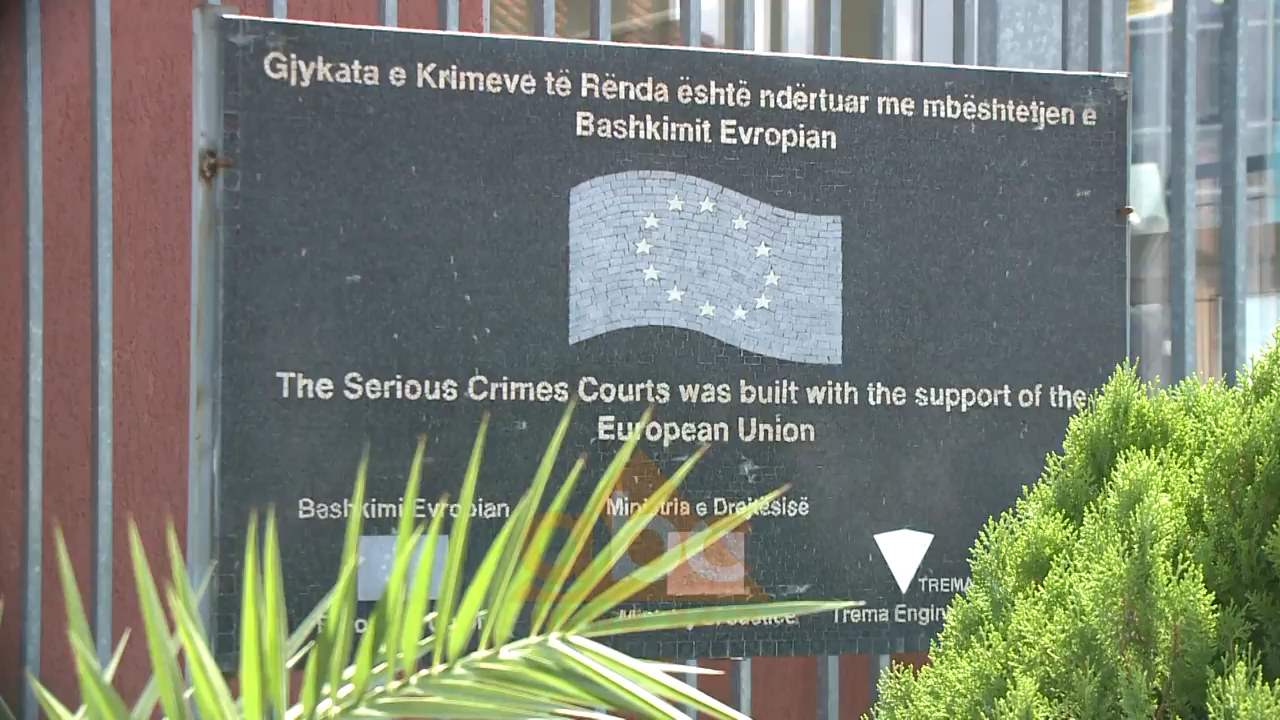 Gjykata e Krimeve të Rënda është ndërtuar me mbështetjen e
Bashkimit Evropian
The Serious Crimes Courts was built with the support of the
European Union
Bashkimi Evropian
Ministria e Drejtësisë
TREMA
Trema Engin
abc